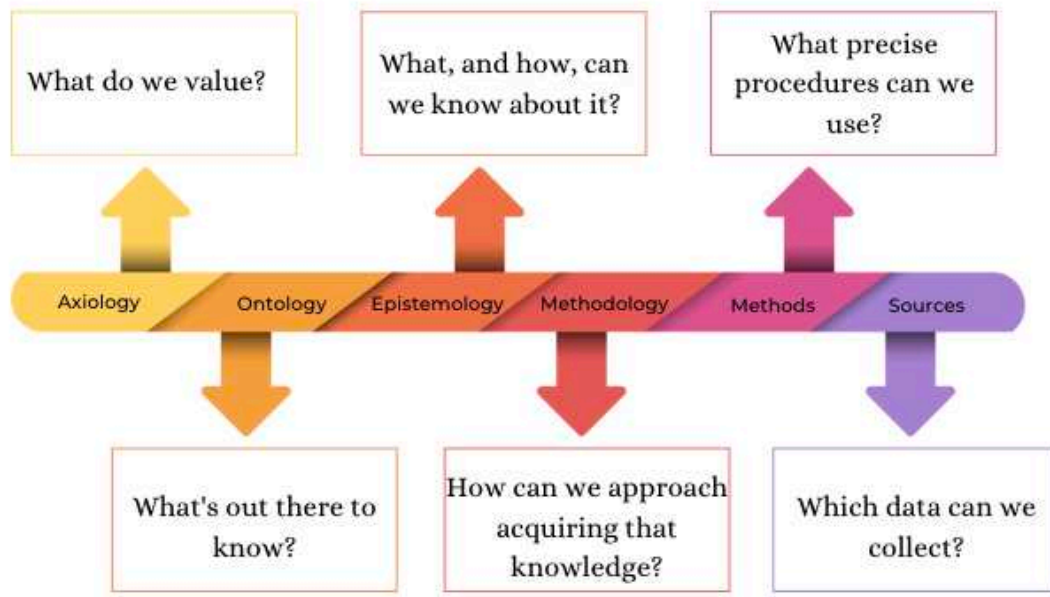 What do we value?
What, and how, can
we know about it?
What precise
procedures can we
use?
Axiology
Ontology
Epistemology
Methodology
Methods
Sources
What's out there to
know?
How can we approach
acquiring that
knowledge?
Which data can we
collect?